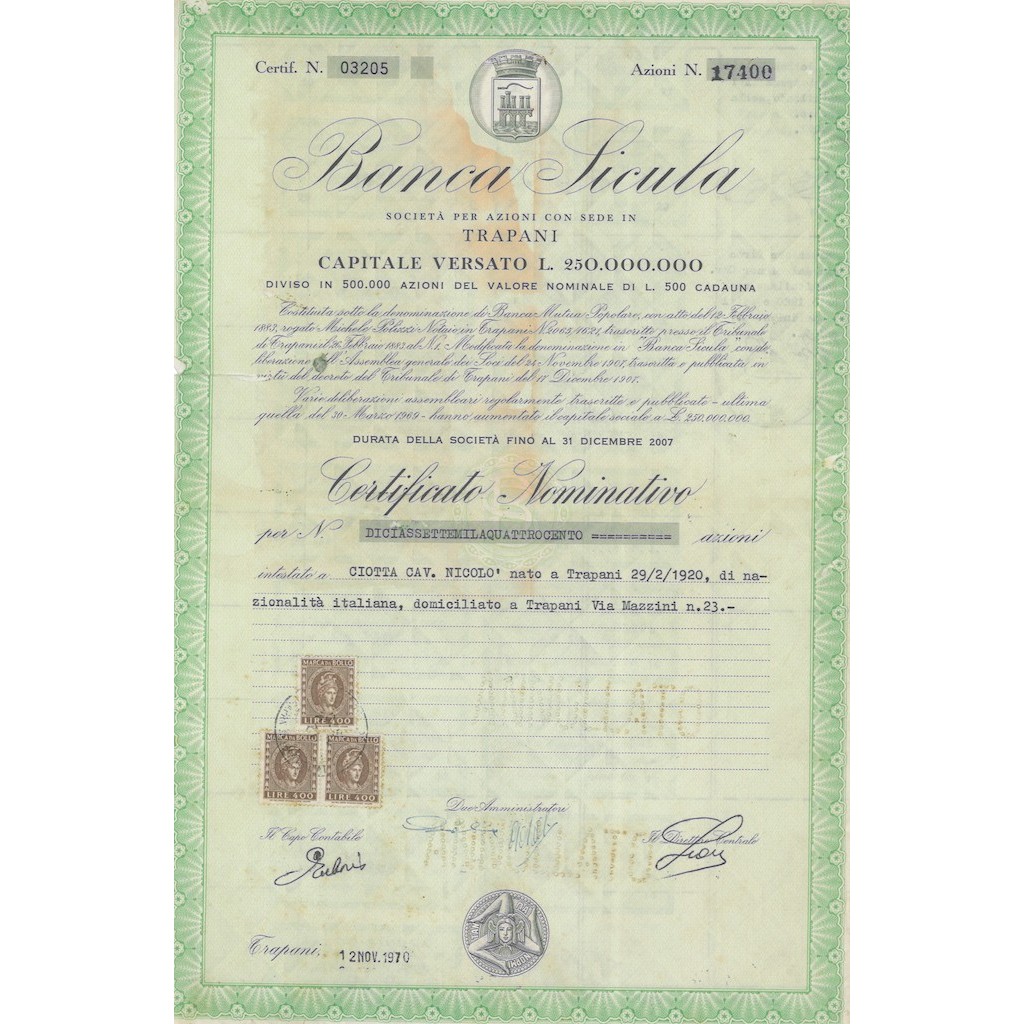 Certif. N. 03205
Azioni N. 17400
Banca Sicula
SOCIETÀ PER AZIONI CON SEDE IN
TRAPANI
CAPITALE VERSATO L. 250.000.000
DIVISO IN 500.000 AZIONI DEL VALORE NOMINALE DI L. 500 CADAUNA
Costituita sotto la denominazione di Banca Mutua Popolare, con atto del 12 Febbraio
1883, rogato Michele Polizzi Notaio in Trapani N. 1062/1621, trascritto presso il Tribunale
di Trapani il 26 Febbraio 1883 al N. 1. Modificata la denominazione in "Banca Sicula" con de-
liberazione dell'Assemblea generale dei Soci del 24 Novembre 1907, trascritta e pubblicata in
virtù del decreto del Tribunale di Trapani del 17 Dicembre 1907.
Varie deliberazioni assembleari regolarmente trascritte e pubblicate - ultima
quella del 30 Marzo 1969 - hanno aumentato il capitale sociale a L. 250.000.000.
DURATA DELLA SOCIETÀ FINO AL 31 DICEMBRE 2007
Certificato Nominativo
per N. DICIASSETTEMILAQUATTROCENTO ========== azioni
intestato a CIOTTA CAV. NICOLO' nato a Trapani 29/2/1920, di na-
zionalità italiana, domiciliato a Trapani Via Mazzini n.23.-
MARCA DA BOLLO
LIRE 400
MARCA DA BOLLO MARCA DA BOLLO
LIRE 400 LIRE 400
Due Amministratori
Il Capo Contabile
Il Direttore Centrale
Trapani, 12 NOV. 1970